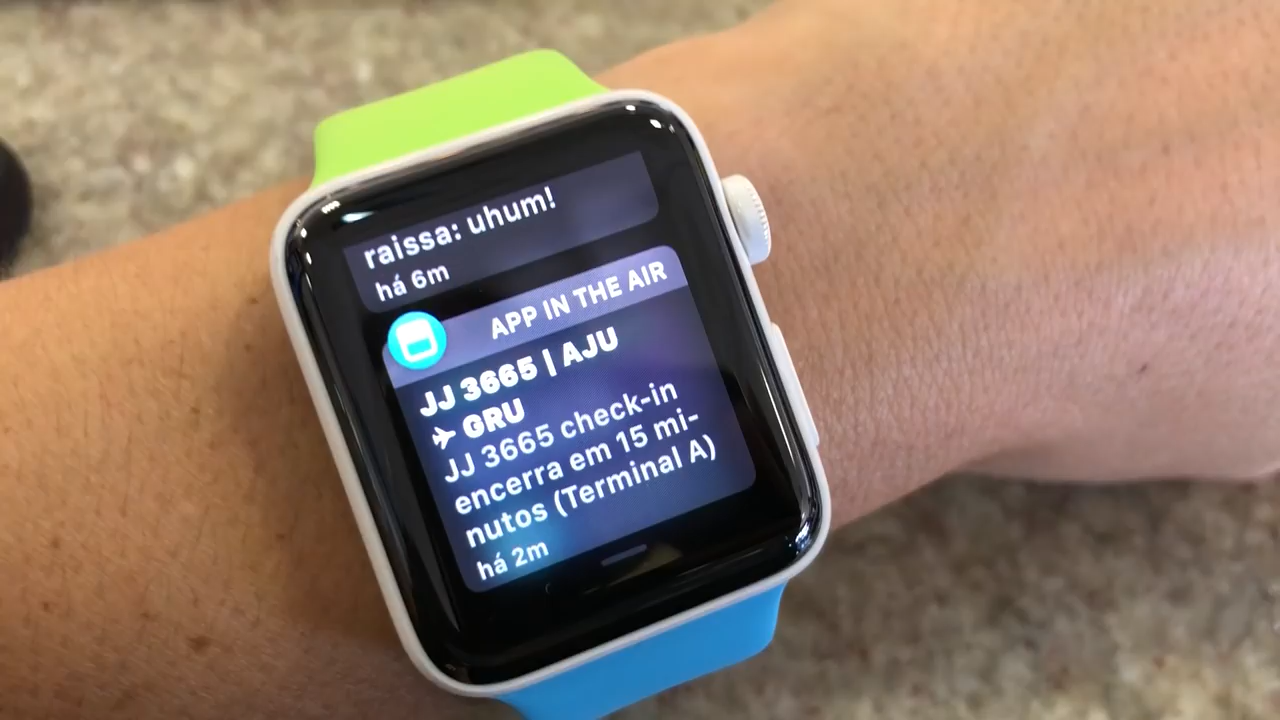 raissa: uhum!
há 6m
APP IN THE AIR
JJ 3665 | AJU
✈ GRU
JJ 3665 check-in
encerra em 15 mi-
nutos (Terminal A)
há 2m